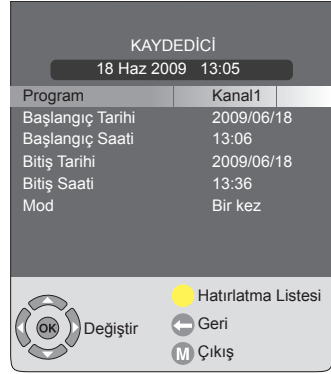 KAYDEDİCİ
18 Haz 2009 13:05
Program Kanal1
Başlangıç Tarihi 2009/06/18
Başlangıç Saati 13:06
Bitiş Tarihi 2009/06/18
Bitiş Saati 13:36
Mod Bir kez
Hatırlatma Listesi
OK Değiştir
Geri
M Çıkış